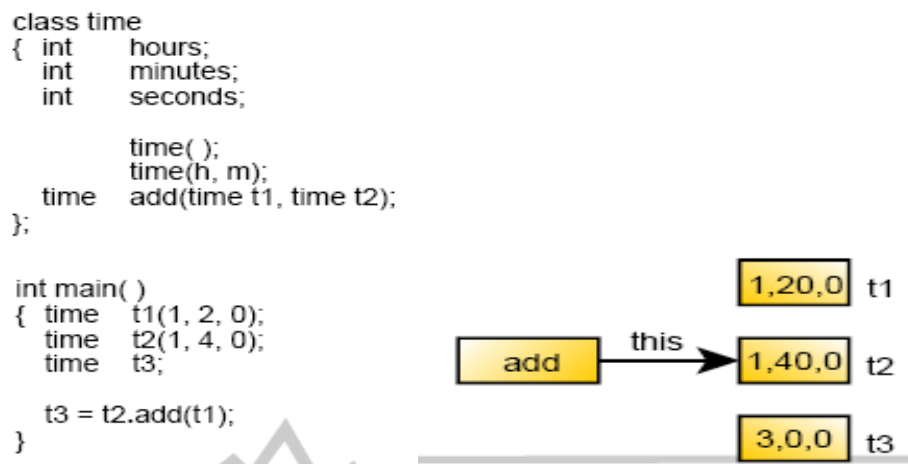 class time
{ int hours;
int minutes;
int seconds;
time( );
time(h, m);
time add(time t1, time t2);
};
int main( )
{ time t1(1, 2, 0);
time t2(1, 4, 0);
time t3;
t3 = t2.add(t1);
}
1,20,0 t1
add this 1,40,0 t2
3,0,0 t3